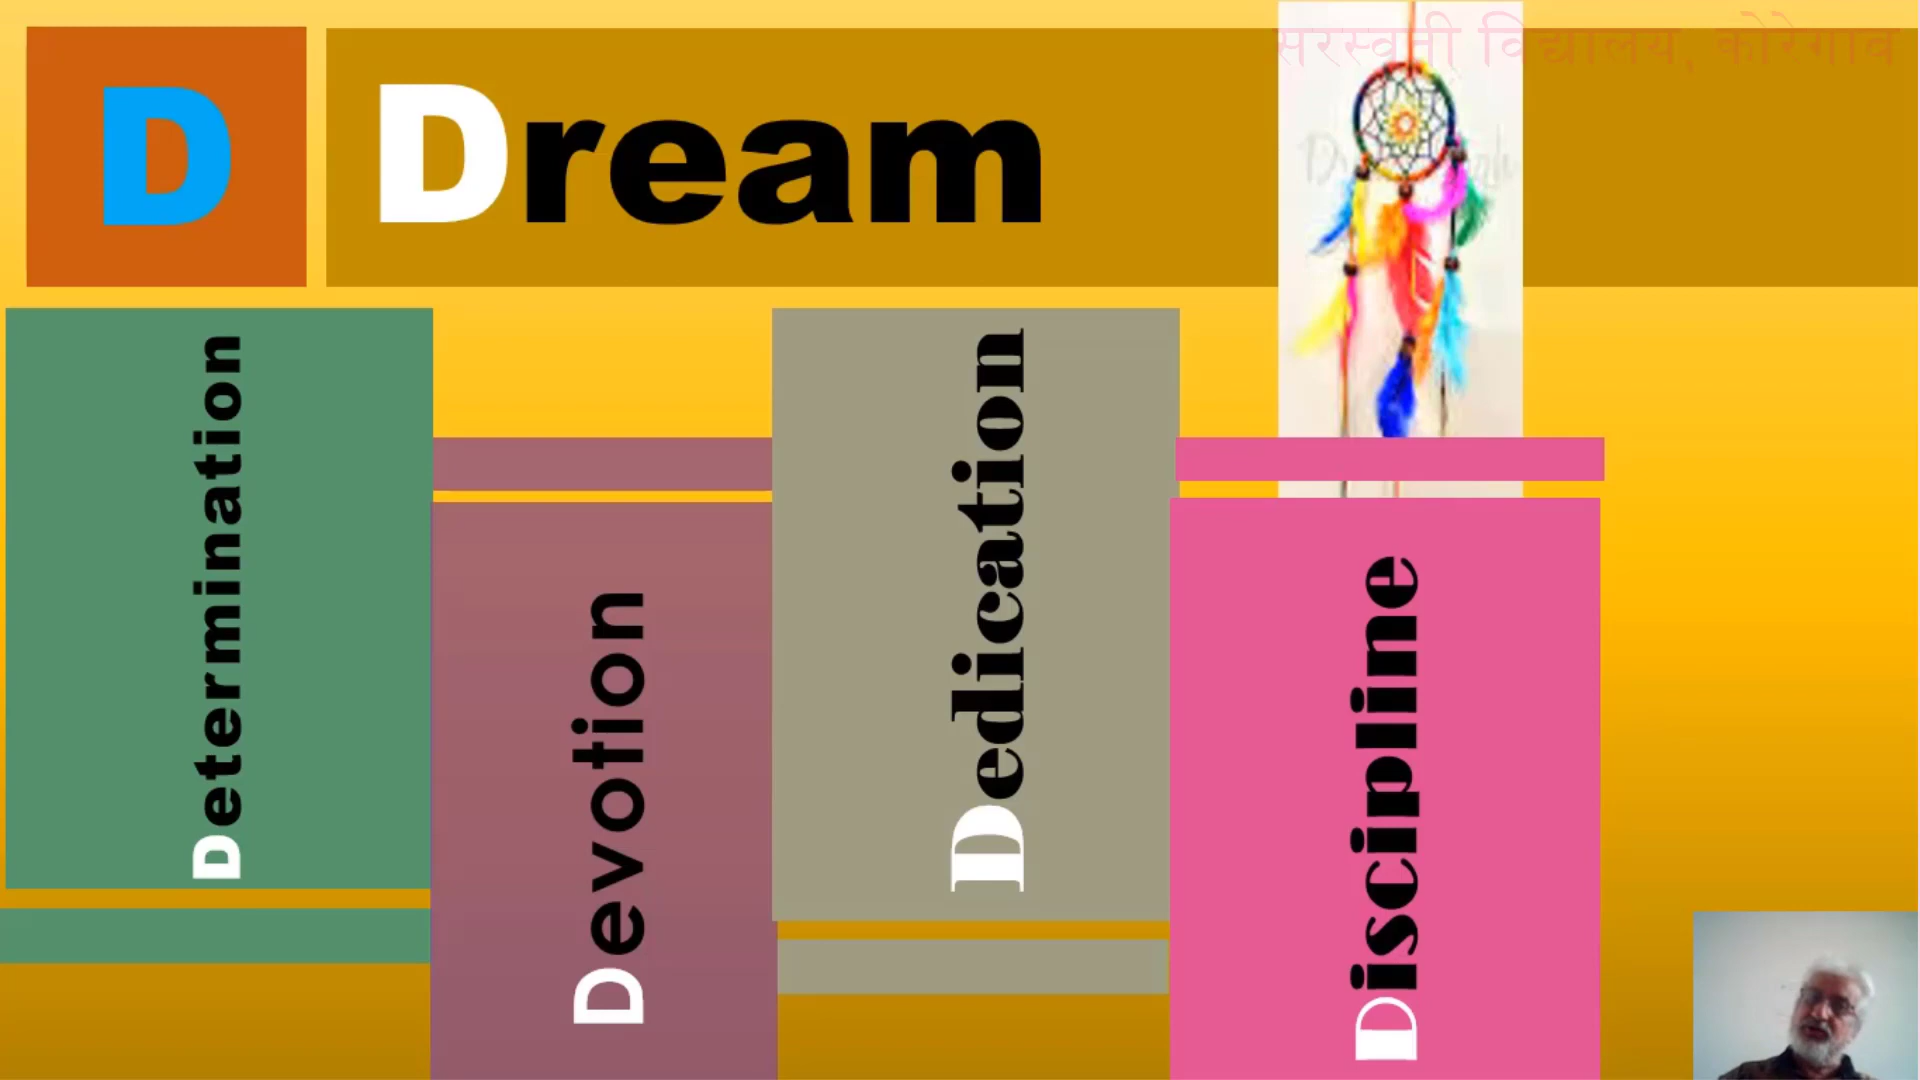 सरस्वती विद्यालय, कोरेगाव
D
Dream
Determination
Devotion
Dedication
Discipline